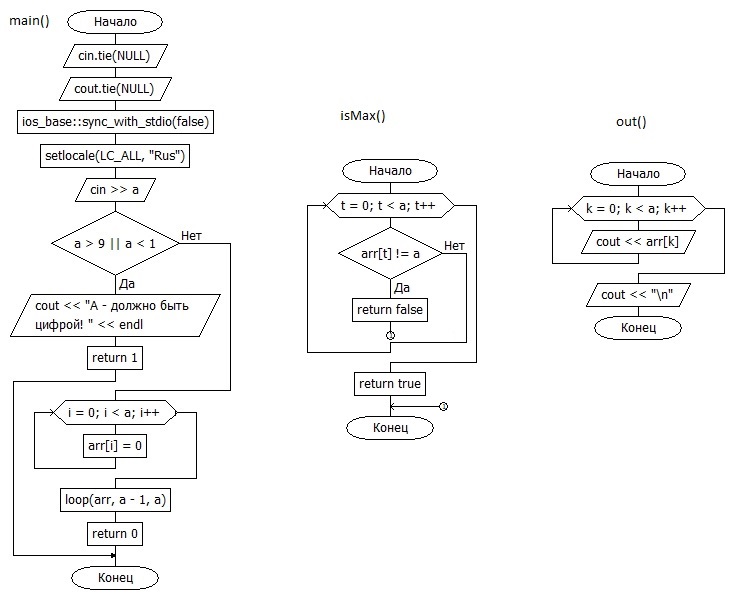 main()
Начало
cin.tie(NULL)
cout.tie(NULL)
ios_base::sync_with_stdio(false)
setlocale(LC_ALL, "Rus")
cin >> a
a > 9 || a < 1
Нет
Да
cout << "А - должно быть
цифрой! " << endl
return 1
i = 0; i < a; i++
arr[i] = 0
loop(arr, a - 1, a)
return 0
Конец
isMax()
Начало
t = 0; t < a; t++
arr[t] != a
Нет
Да
return false
1
return true
1
Конец
out()
Начало
k = 0; k < a; k++
cout << arr[k]
cout << "\n"
Конец